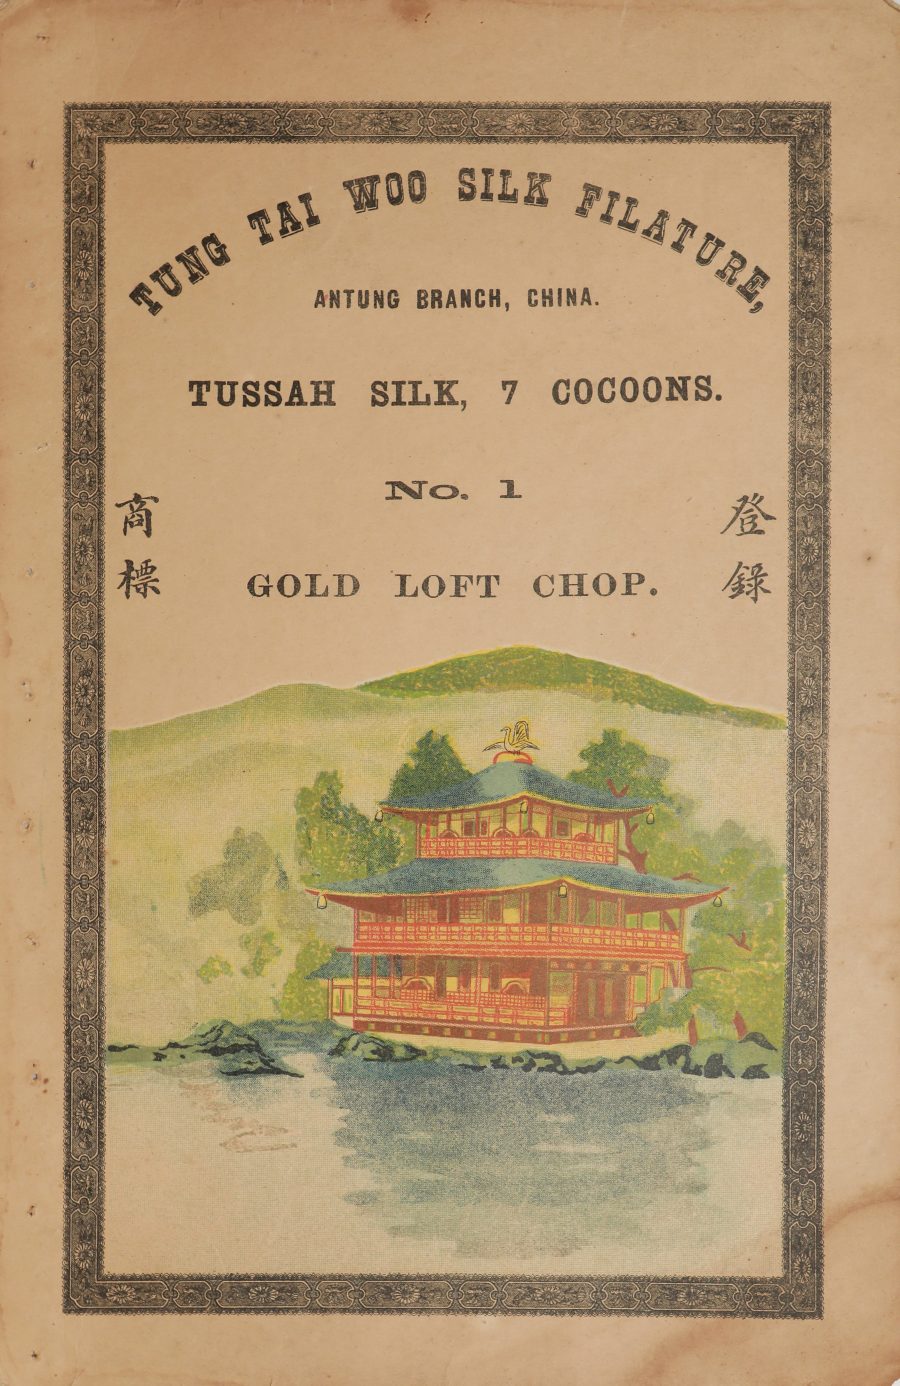 TUNG TAI WOO SILK FILATURE,
ANTUNG BRANCH, CHINA.
TUSSAH SILK, 7 COCOONS.
No. 1
登錄
商標
GOLD LOFT CHOP.